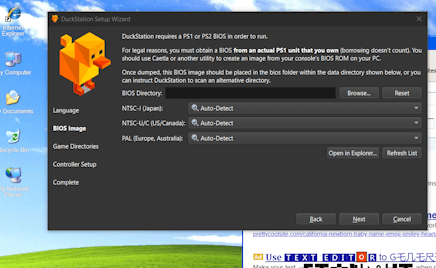 DuckStation Setup Wizard
DuckStation requires a PS1 or PS2 BIOS in order to run.
For legal reasons, you must obtain a BIOS from an actual PS1 unit that you own (borrowing doesn't count). You
should use Caetla or another utility to create an image from your console's BIOS ROM on your PC.
Once dumped, this BIOS image should be placed in the bios folder within the data directory shown below, or you
can instruct DuckStation to scan an alternative directory.
BIOS Directory:
Browse...
Reset
NTSC-J (Japan):
Auto-Detect
NTSC-U/C (US/Canada):
Auto-Detect
PAL (Europe, Australia):
Auto-Detect
Open in Explorer...
Refresh List
Language
BIOS Image
Game Directories
Controller Setup
Complete
Back
Next
Cancel
Internet
Explorer
My Computer
My Documents
Recycle Bin
My Network
prettycoolsite.com/california-newborn-baby-name-emoji-smiley-heart
Ad Use TEXT EDITOR to
Make your text